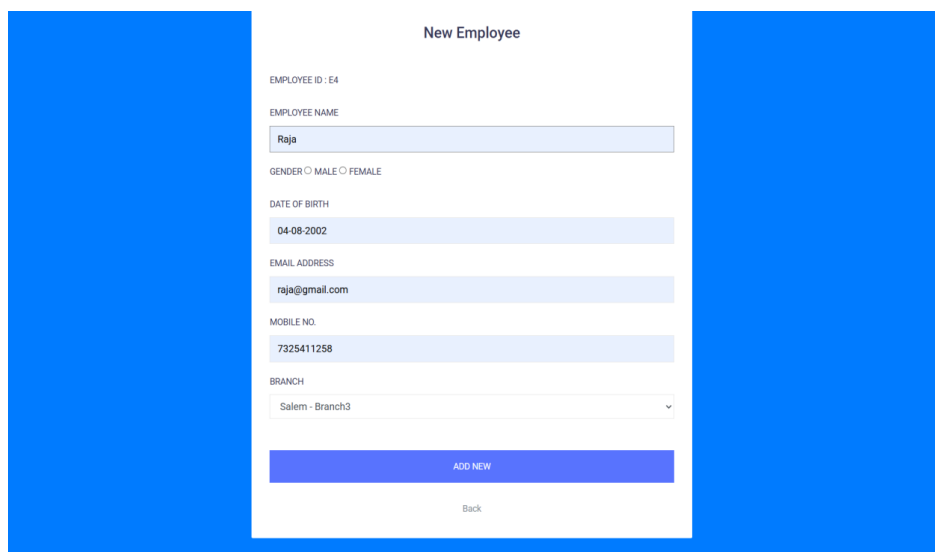 New Employee
EMPLOYEE ID : E4
EMPLOYEE NAME
Raja
GENDER MALE FEMALE
DATE OF BIRTH
04-08-2002
EMAIL ADDRESS
raja@gmail.com
MOBILE NO.
7325411258
BRANCH
Salem - Branch3
ADD NEW
Back